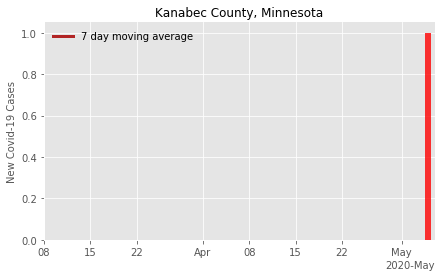 Kanabec County, Minnesota
7 day moving average
New Covid-19 Cases
1.0
0.8
0.6
0.4
0.2
0.0
08 15 22 Apr 08 15 22 May
2020-May